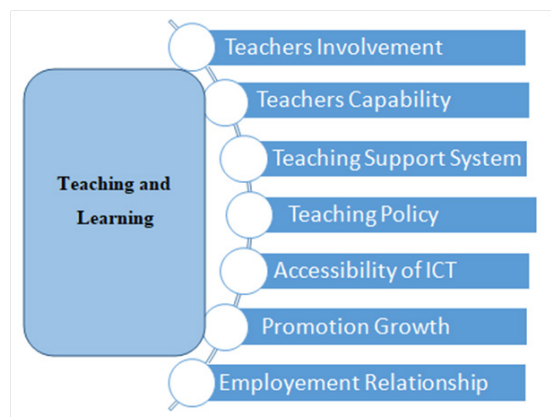 Teachers Involvement
Teachers Capability
Teaching Support System
Teaching and
Learning
Teaching Policy
Accessibility of ICT
Promotion Growth
Employement Relationship